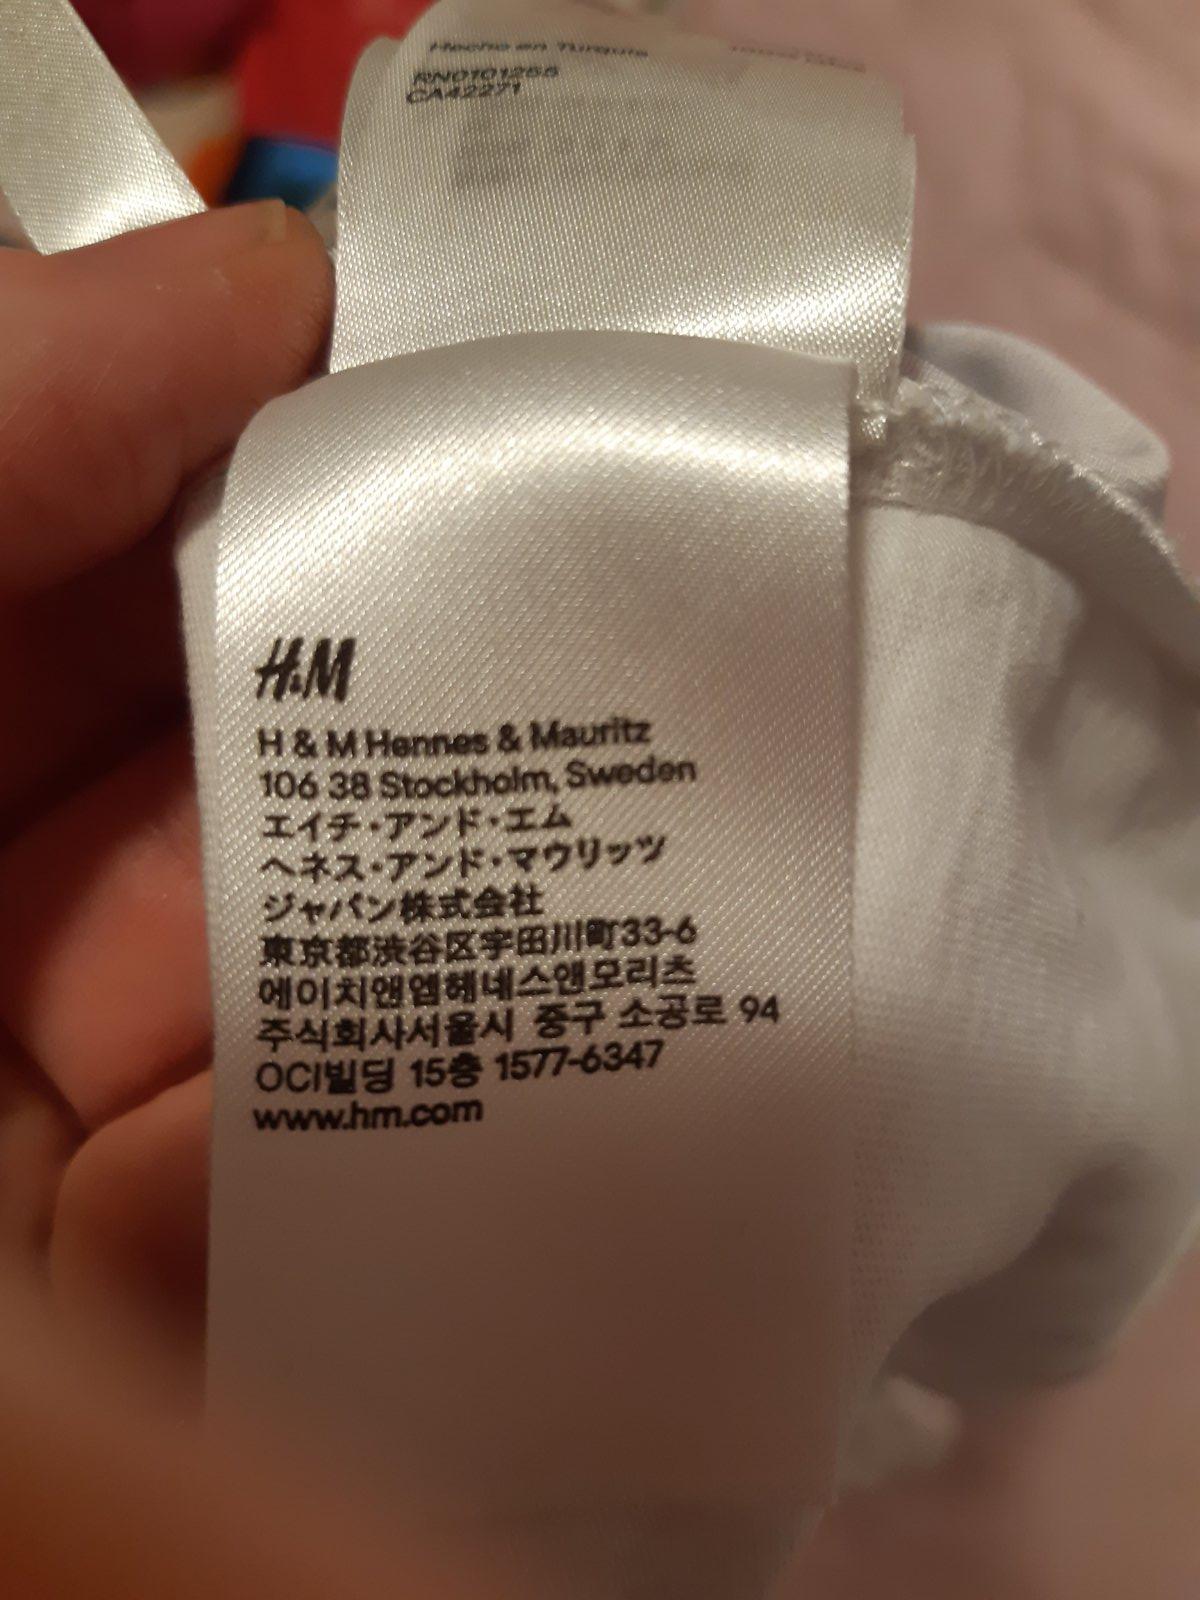 Hecho en Turquía
RN0101255
CA42271
H&M
H & M Hennes & Mauritz
106 38 Stockholm, Sweden
エイチ・アンド・エム
ヘネス・アンド・マウリッツ
ジャパン株式会社
東京都渋谷区宇田川町33-6
에이치앤엠헤네스앤모리츠
주식회사서울시 중구 소공로 94
OCI빌딩 15층 1577-6347
www.hm.com